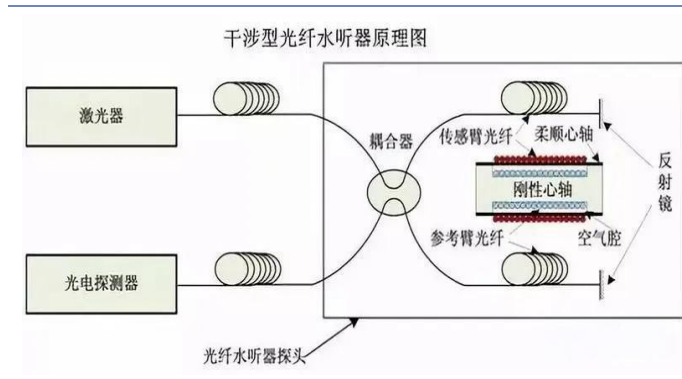 干涉型光纤水听器原理图
激光器
耦合器
传感臂光纤
柔顺心轴
反射镜
刚性心轴
参考臂光纤
空气腔
光电探测器
光纤水听器探头